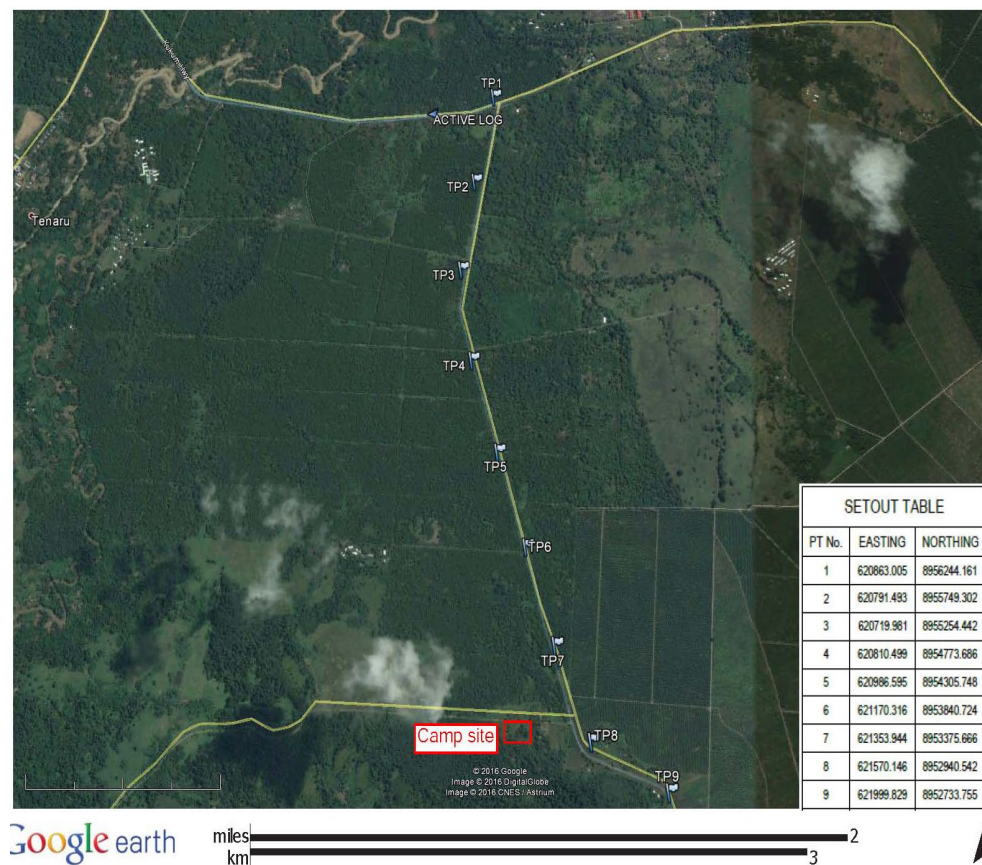 TP1
ACTIVE LOG
TP2
Tenaru
TP3
TP4
TP5
TP6
TP7
Camp site
TP8
TP9
SETOUT TABLE
PT No. EASTING NORTHING
1 620863.005 8956244.161
2 620791.493 8955749.302
3 620719.981 8955254.442
4 620810.499 8954773.686
5 620986.595 8954305.748
6 621170.316 8953840.724
7 621353.944 8953375.666
8 621570.146 8952940.542
9 621999.829 8952733.755
© 2016 Google
Image © 2016 DigitalGlobe
Image © 2016 CNES / Astrium
Google earth
miles 2
km 3